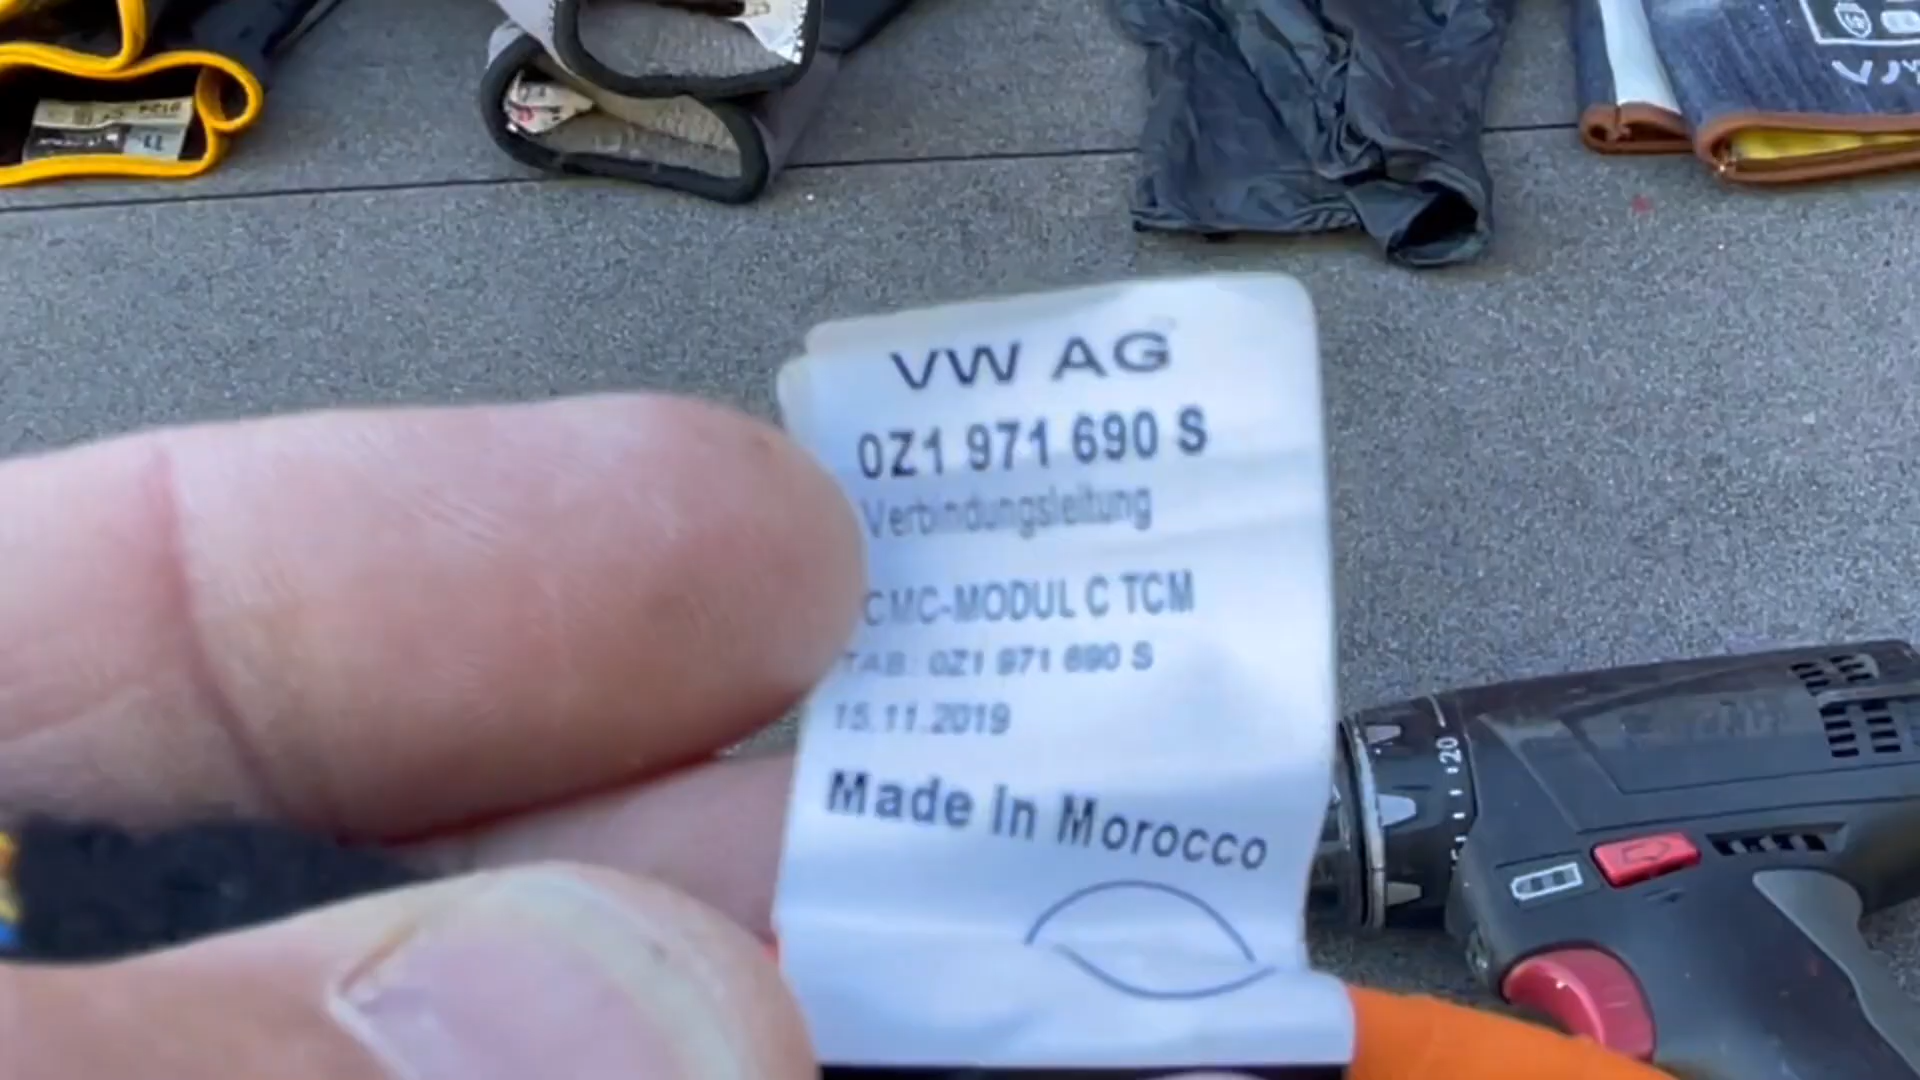 VW AG
0Z1 971 690 S
Verbindungsleitung
CMC-MODUL C TCM
TAB: 0Z1 971 690 S
15.11.2019
Made in Morocco
20